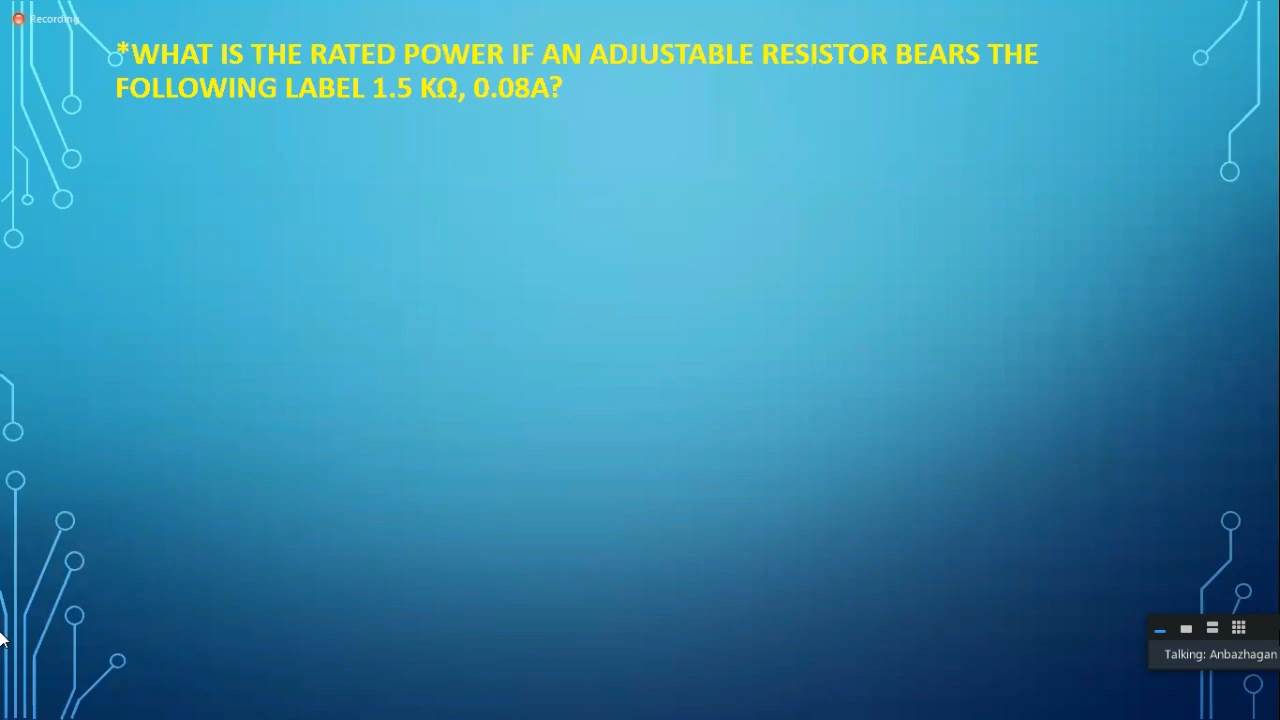 Recording
*WHAT IS THE RATED POWER IF AN ADJUSTABLE RESISTOR BEARS THE
FOLLOWING LABEL 1.5 KΩ, 0.08A?
Talking: Anbazhagan